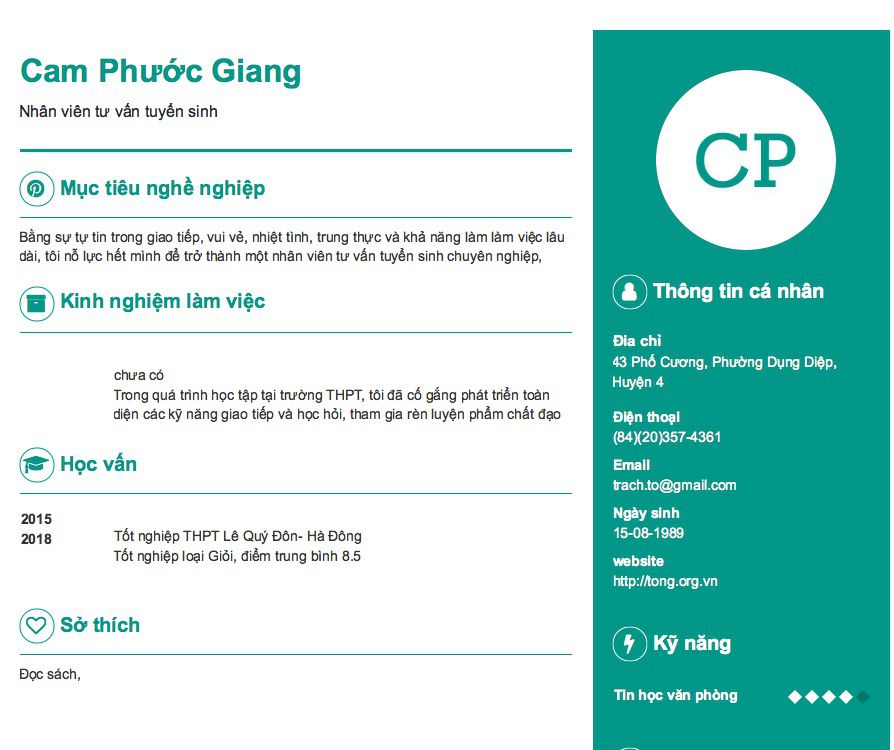 Cam Phước Giang
Nhân viên tư vấn tuyển sinh
Mục tiêu nghề nghiệp
Bằng sự tự tin trong giao tiếp, vui vẻ, nhiệt tình, trung thực và khả năng làm làm việc lâu
dài, tôi nỗ lực hết mình để trở thành một nhân viên tư vấn tuyển sinh chuyên nghiệp,
Kinh nghiệm làm việc
chưa có
Trong quá trình học tập tại trường THPT, tôi đã cố gắng phát triển toàn
diện các kỹ năng giao tiếp và học hỏi, tham gia rèn luyện phẩm chất đạo
Học vấn
2015
2018
Tốt nghiệp THPT Lê Quý Đôn- Hà Đông
Tốt nghiệp loại Giỏi, điểm trung bình 8.5
Sở thích
Đọc sách,
CP
Thông tin cá nhân
Đia chỉ
43 Phố Cương, Phường Dụng Diệp,
Huyện 4
Điện thoại
(84)(20)357-4361
Email
trach.to@gmail.com
Ngày sinh
15-08-1989
website
http://tong.org.vn
Kỹ năng
Tin học văn phòng